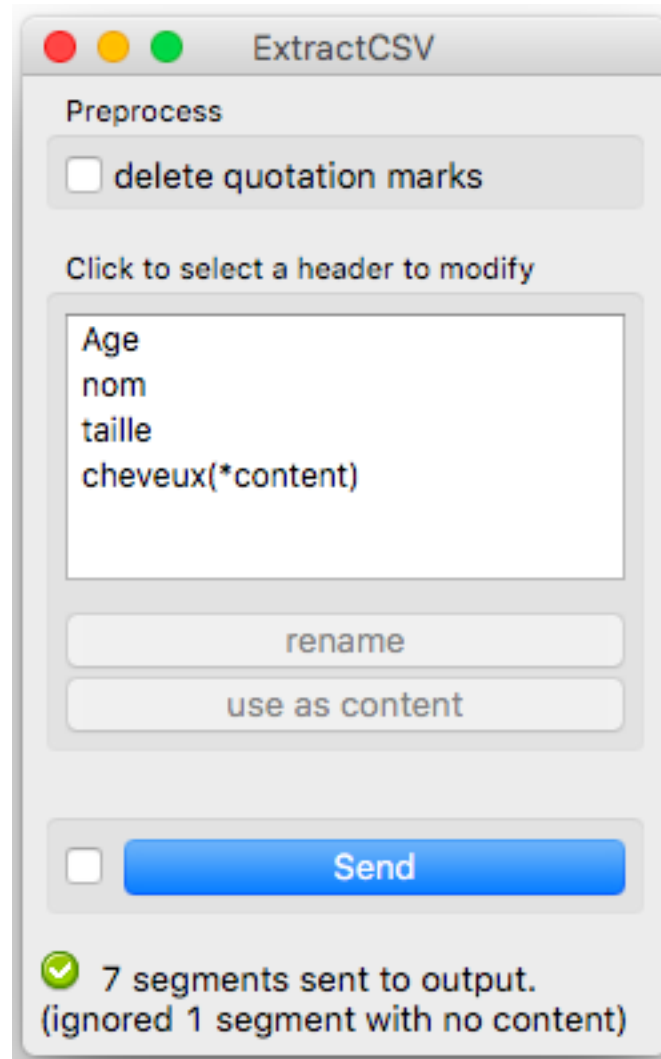 ExtractCSV
Preprocess
delete quotation marks
Click to select a header to modify
Age
nom
taille
cheveux(*content)
rename
use as content
Send
7 segments sent to output.
(ignored 1 segment with no content)